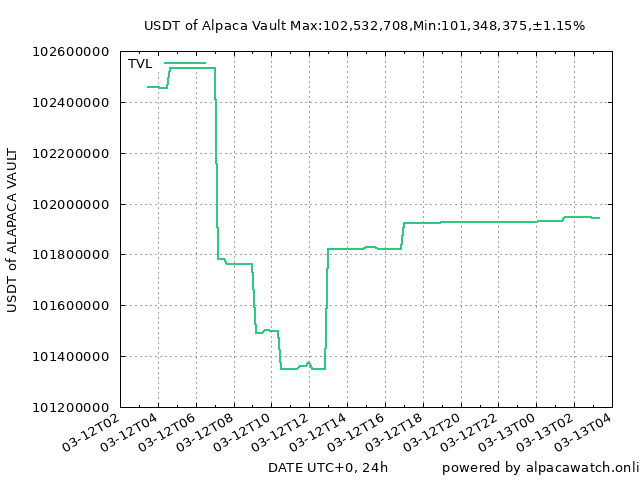 USDT of Alpaca Vault Max:102,532,708,Min:101,348,375,±1.15%
TVL
102600000
102400000
102200000
102000000
101800000
101600000
101400000
101200000
USDT of ALAPACA VAULT
03-12T02
03-12T04
03-12T06
03-12T08
03-12T10
03-12T12
03-12T14
03-12T16
03-12T18
03-12T20
03-12T22
03-13T00
03-13T02
03-13T04
DATE UTC+0, 24h
powered by alpacawatch.onli